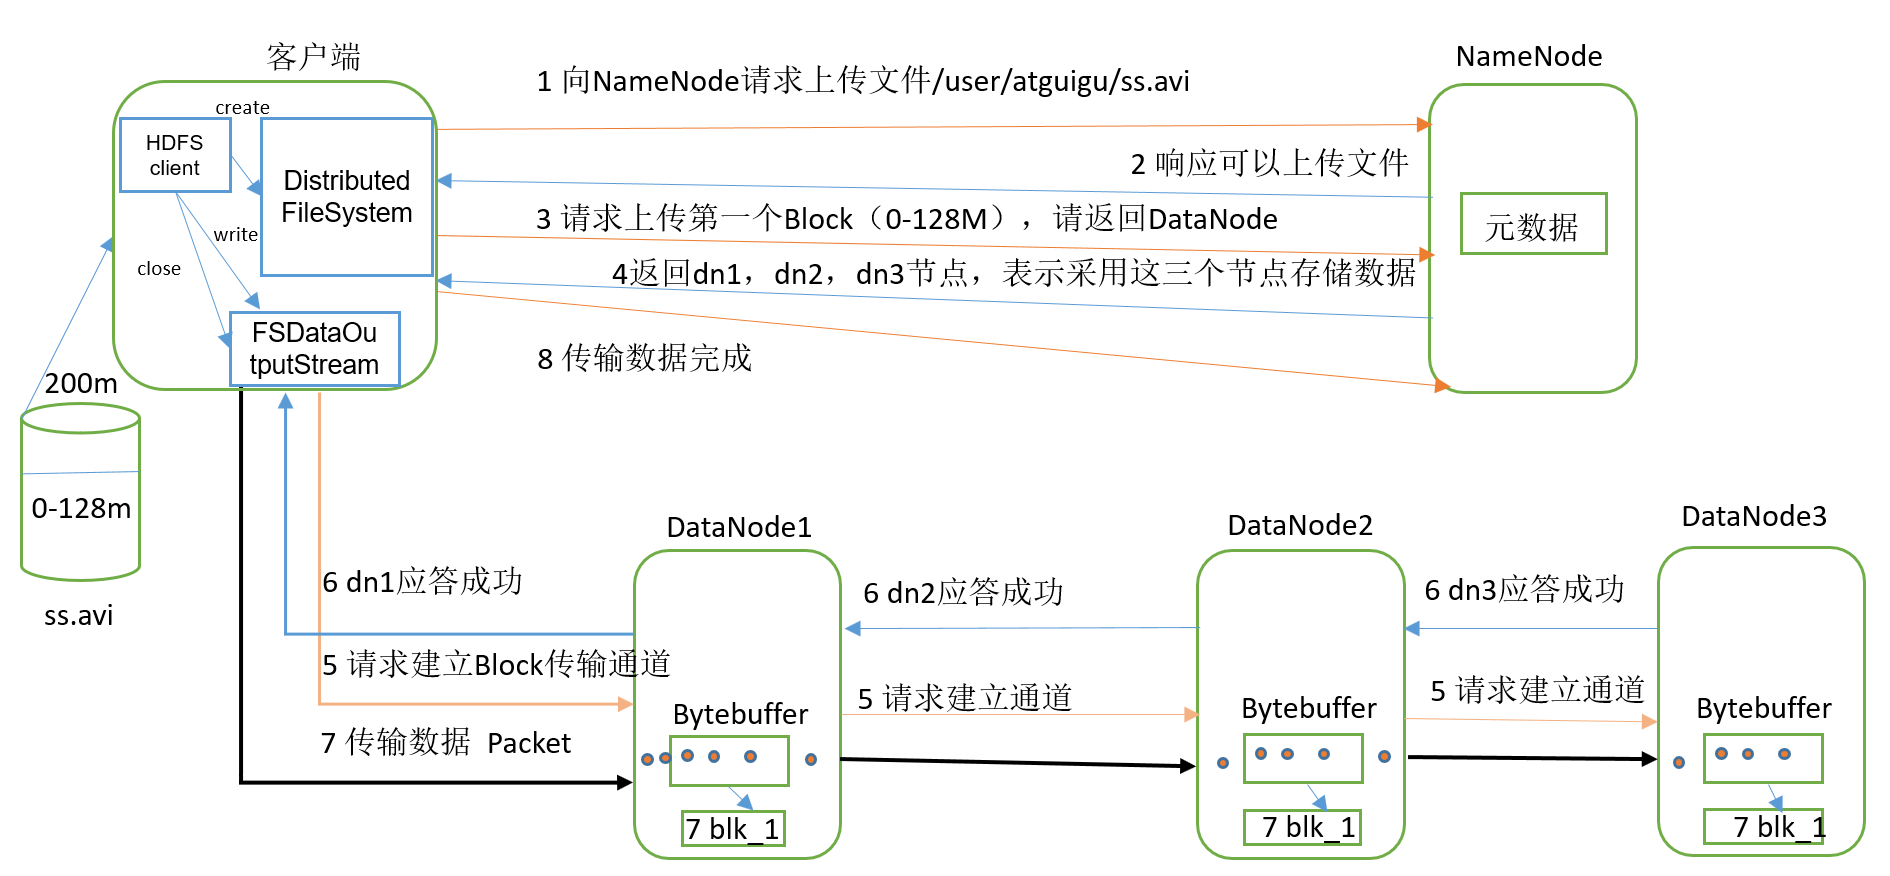 客户端
NameNode
1 向NameNode请求上传文件/user/atguigu/ss.avi
create
HDFS
client
Distributed
FileSystem
2 响应可以上传文件
元数据
3 请求上传第一个Block（0-128M），请返回DataNode
write
close
4返回dn1，dn2，dn3节点，表示采用这三个节点存储数据
FSDataOu
tputStream
8 传输数据完成
200m
0-128m
ss.avi
DataNode1
DataNode2
DataNode3
6 dn1应答成功
6 dn2应答成功
6 dn3应答成功
5 请求建立Block传输通道
5 请求建立通道
5 请求建立通道
Bytebuffer
Bytebuffer
Bytebuffer
7 传输数据 Packet
7 blk_1
7 blk_1
7 blk_1